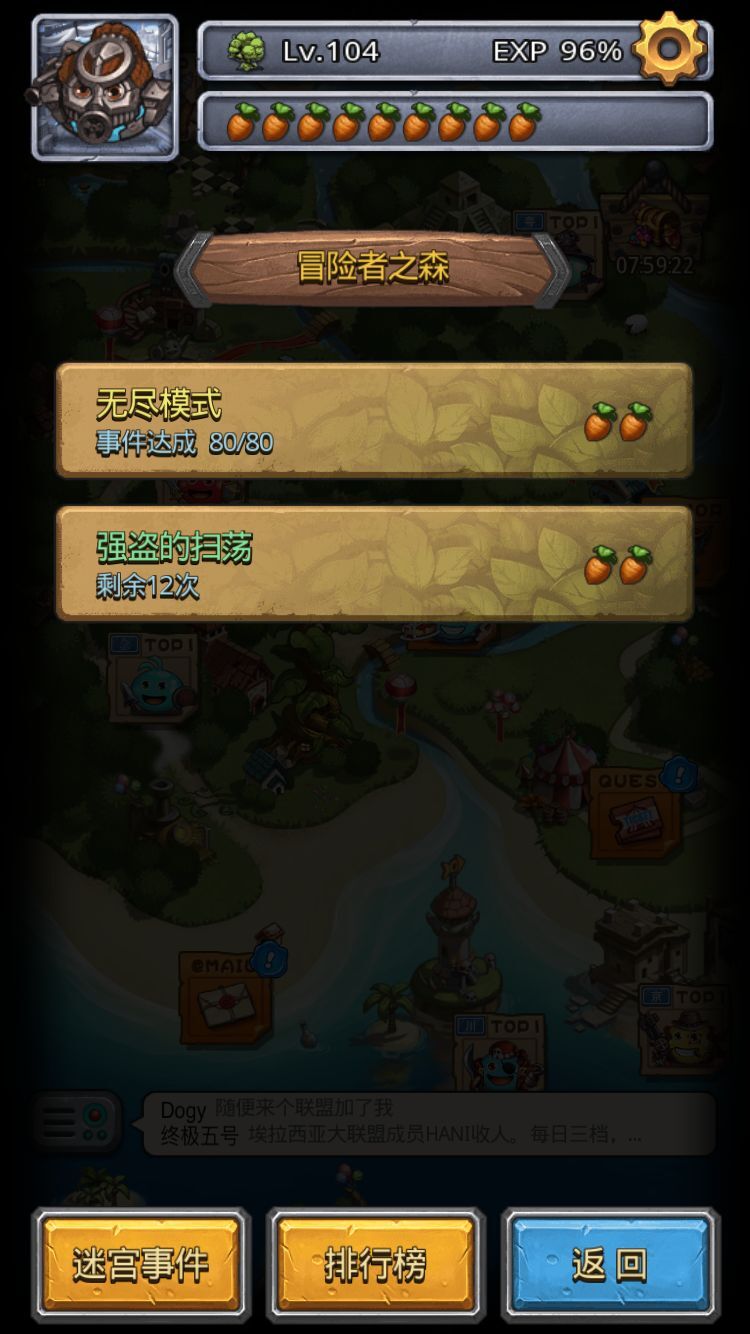 Lv.104
EXP 96%
TOP1
07:59:22
冒险者之森
无尽模式
事件达成 80/80
强盗的扫荡
剩余12次
TOP1
QUES
@MAIL
川 TOP1
京 TOP1
Dogy 随便来个联盟加了我
终极五号 埃拉西亚大联盟成员HANI收人。每日三档，...
迷宫事件
排行榜
返回